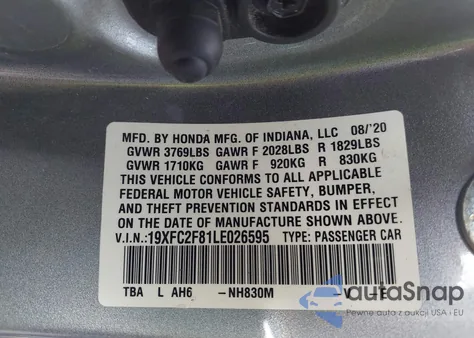 MFD. BY HONDA MFG. OF INDIANA, LLC 08/'20
GVWR 3769LBS GAWR F 2028LBS R 1829LBS
GVWR 1710KG GAWR F 920KG R 830KG
THIS VEHICLE CONFORMS TO ALL APPLICABLE
FEDERAL MOTOR VEHICLE SAFETY, BUMPER,
AND THEFT PREVENTION STANDARDS IN EFFECT ON
THE DATE OF MANUFACTURE SHOWN ABOVE.
V.I.N.:19XFC2F81LE026595 TYPE: PASSENGER CAR
TBA L AH6 -NH830M
autoSnap
Pewne auta z aukcji USA i EU